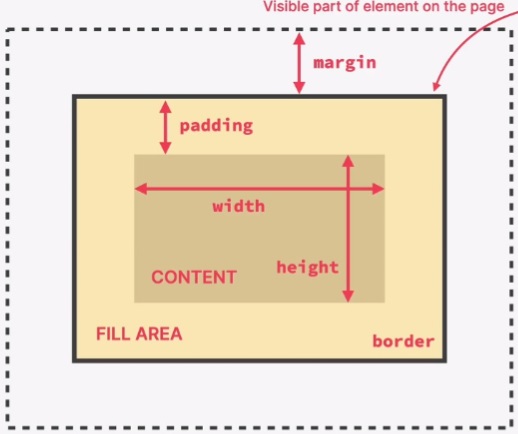 Visible part of element on the page
margin
padding
width
height
CONTENT
FILL AREA
border